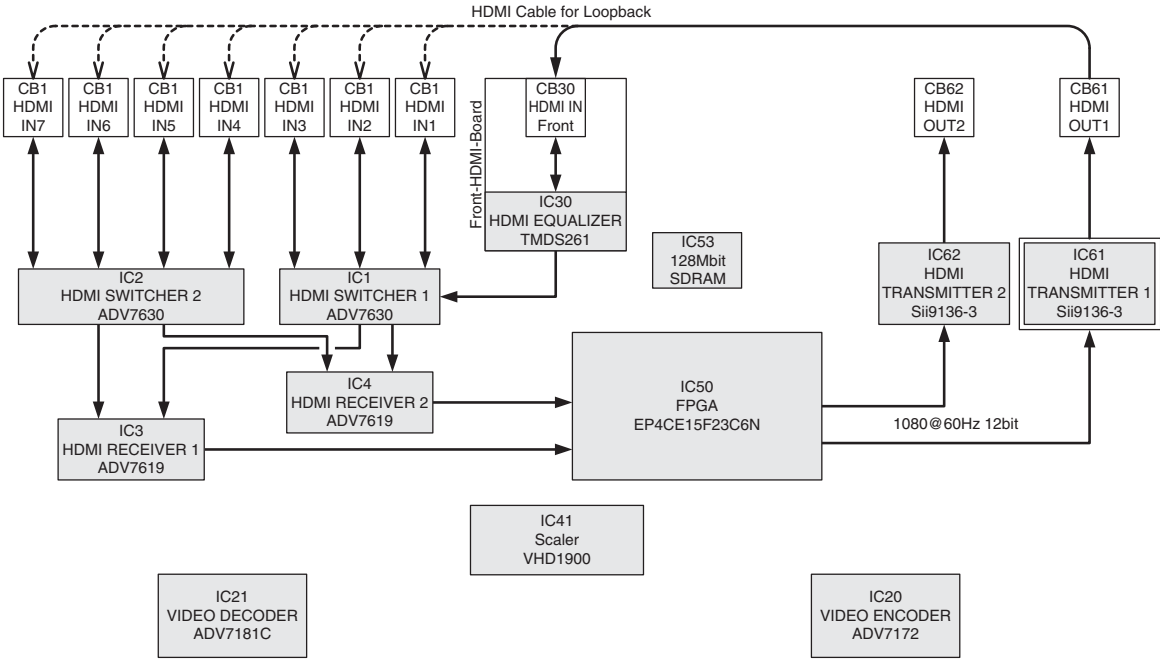 HDMI Cable for Loopback
CB1
HDMI
IN7
CB1
HDMI
IN6
CB1
HDMI
IN5
CB1
HDMI
IN4
CB1
HDMI
IN3
CB1
HDMI
IN2
CB1
HDMI
IN1
Front-HDMI-Board
CB30
HDMI IN
Front
CB62
HDMI
OUT2
CB61
HDMI
OUT1
IC30
HDMI EQUALIZER
TMDS261
IC53
128Mbit
SDRAM
IC62
HDMI
TRANSMITTER 2
Sii9136-3
IC61
HDMI
TRANSMITTER 1
Sii9136-3
IC2
HDMI SWITCHER 2
ADV7630
IC1
HDMI SWITCHER 1
ADV7630
IC4
HDMI RECEIVER 2
ADV7619
IC50
FPGA
EP4CE15F23C6N
1080@60Hz 12bit
IC3
HDMI RECEIVER 1
ADV7619
IC41
Scaler
VHD1900
IC21
VIDEO DECODER
ADV7181C
IC20
VIDEO ENCODER
ADV7172